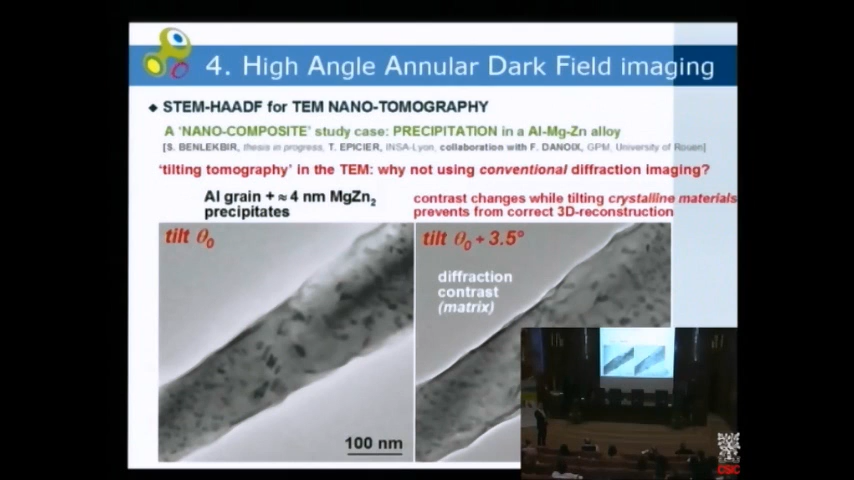 4. High Angle Annular Dark Field imaging
◆ STEM-HAADF for TEM NANO-TOMOGRAPHY
A 'NANO-COMPOSITE' study case: PRECIPITATION in a Al-Mg-Zn alloy
[S. BENLEKBIR, thesis in progress, T. EPICIER, INSA-Lyon, collaboration with F. DANOIX, GPM, University of Rouen]
'tilting tomography' in the TEM: why not using conventional diffraction imaging?
Al grain + ≈ 4 nm MgZn₂
precipitates
contrast changes while tilting crystalline materials
prevents from correct 3D-reconstruction
tilt θ₀
tilt θ₀ + 3.5°
diffraction
contrast
(matrix)
100 nm
CSIC